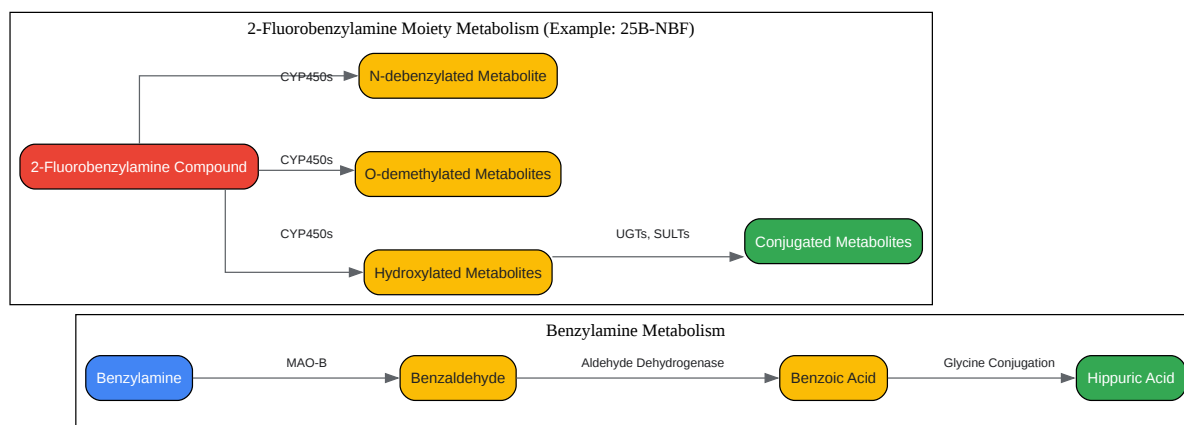 2-Fluorobenzylamine Moiety Metabolism (Example: 25B-NBF)
CYP450s
N-debenzylated Metabolite
2-Fluorobenzylamine Compound
CYP450s
O-demethylated Metabolites
CYP450s
Hydroxylated Metabolites
UGTs, SULTs
Conjugated Metabolites
Benzylamine Metabolism
Benzylamine
MAO-B
Benzaldehyde
Aldehyde Dehydrogenase
Benzoic Acid
Glycine Conjugation
Hippuric Acid